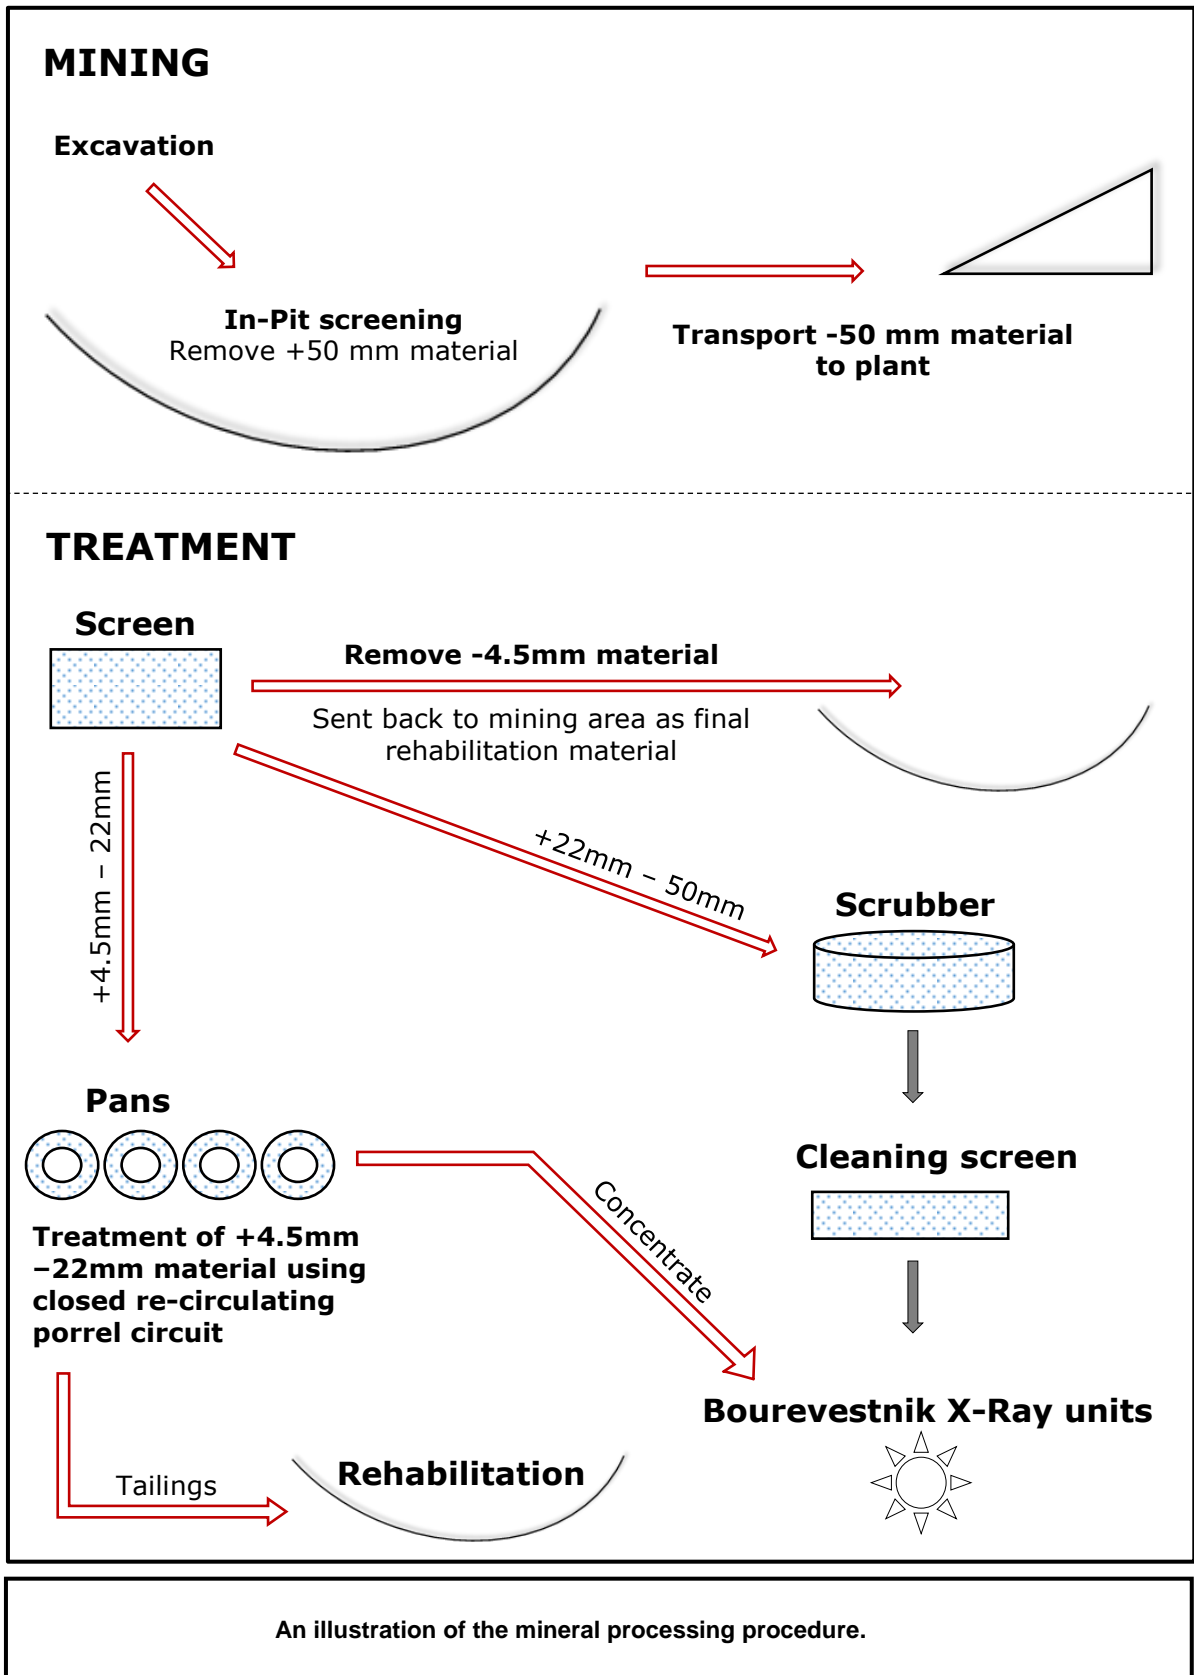 MINING
Excavation
In-Pit screening
Remove +50 mm material
Transport -50 mm material
to plant
TREATMENT
Screen
Remove -4.5mm material
Sent back to mining area as final
rehabilitation material
+4.5mm – 22mm
+22mm – 50mm
Scrubber
Pans
Cleaning screen
Concentrate
Treatment of +4.5mm
–22mm material using
closed re-circulating
porrel circuit
Bourevestnik X-Ray units
Tailings
Rehabilitation
An illustration of the mineral processing procedure.